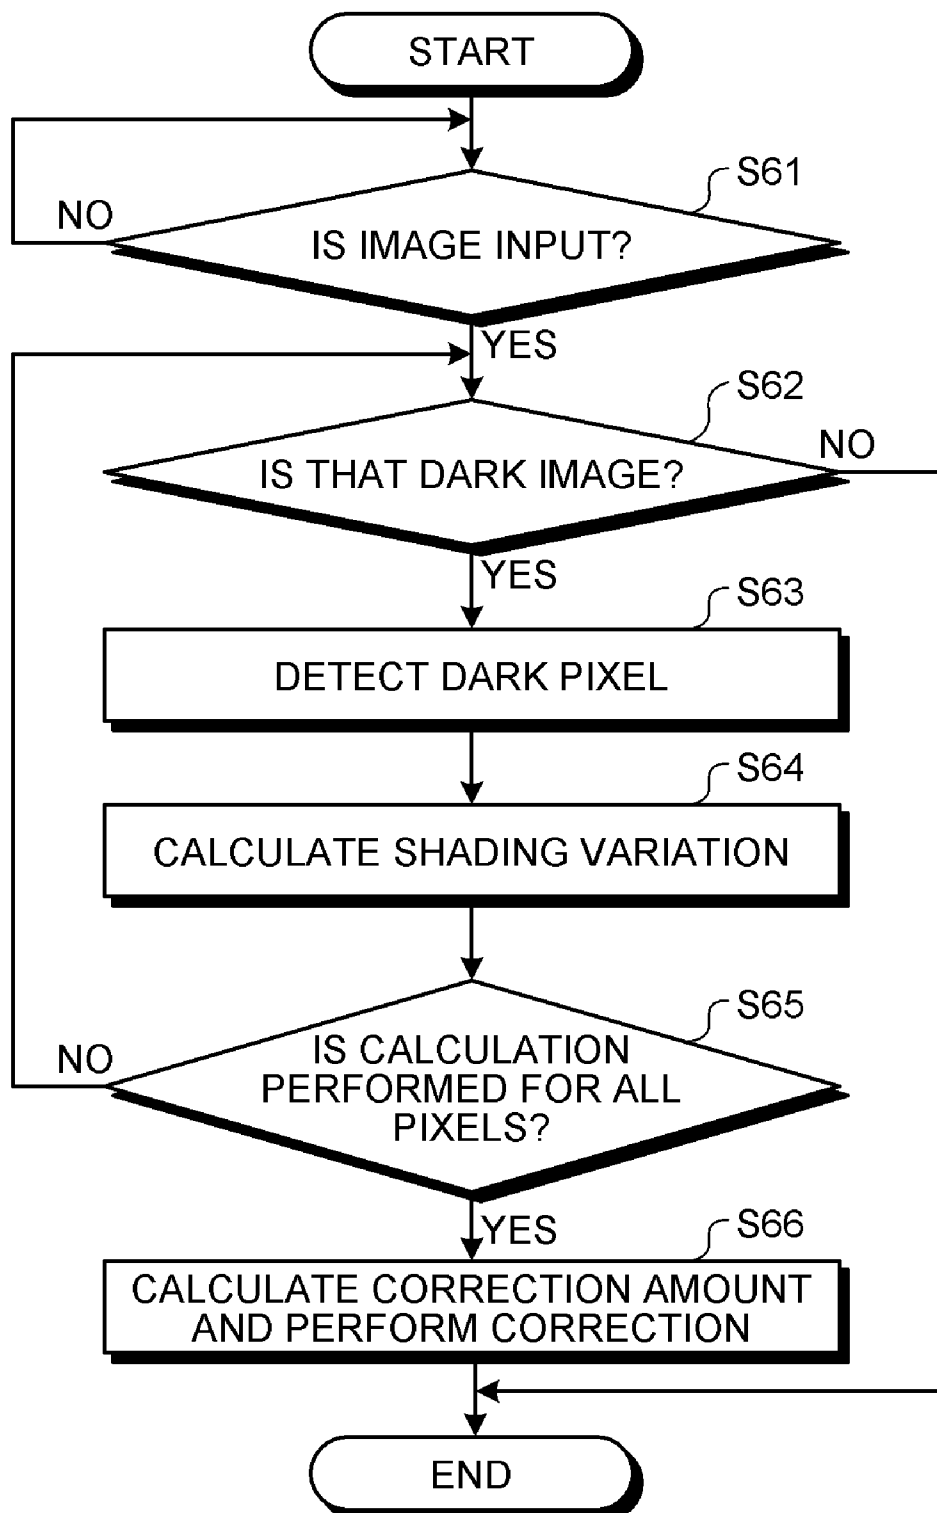 START
S61
NO
IS IMAGE INPUT?
YES
S62
NO
IS THAT DARK IMAGE?
YES
S63
DETECT DARK PIXEL
S64
CALCULATE SHADING VARIATION
S65
NO
IS CALCULATION
PERFORMED FOR ALL
PIXELS?
YES
S66
CALCULATE CORRECTION AMOUNT
AND PERFORM CORRECTION
END